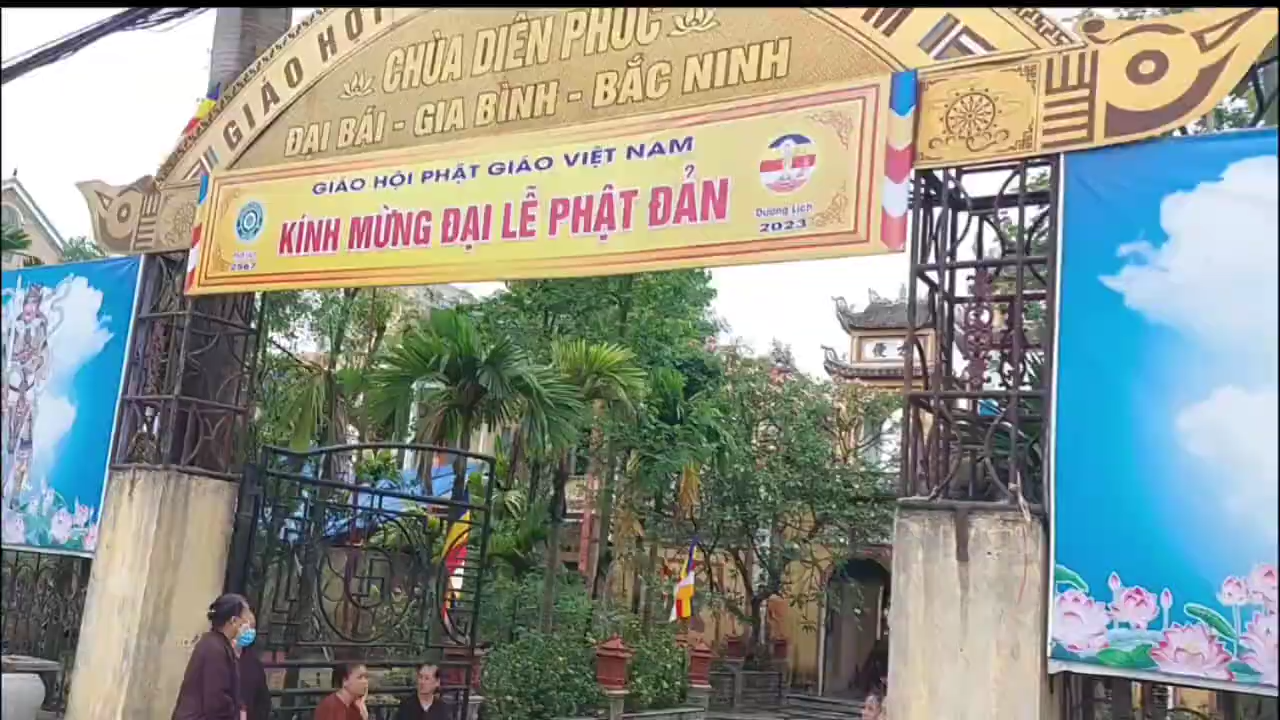 GIÁO HỘI
CHÙA DIÊN PHÚC
ĐẠI BÁI - GIA BÌNH - BẮC NINH
GIÁO HỘI PHẬT GIÁO VIỆT NAM
KÍNH MỪNG ĐẠI LỄ PHẬT ĐẢN
2567
Dương Lịch
2023